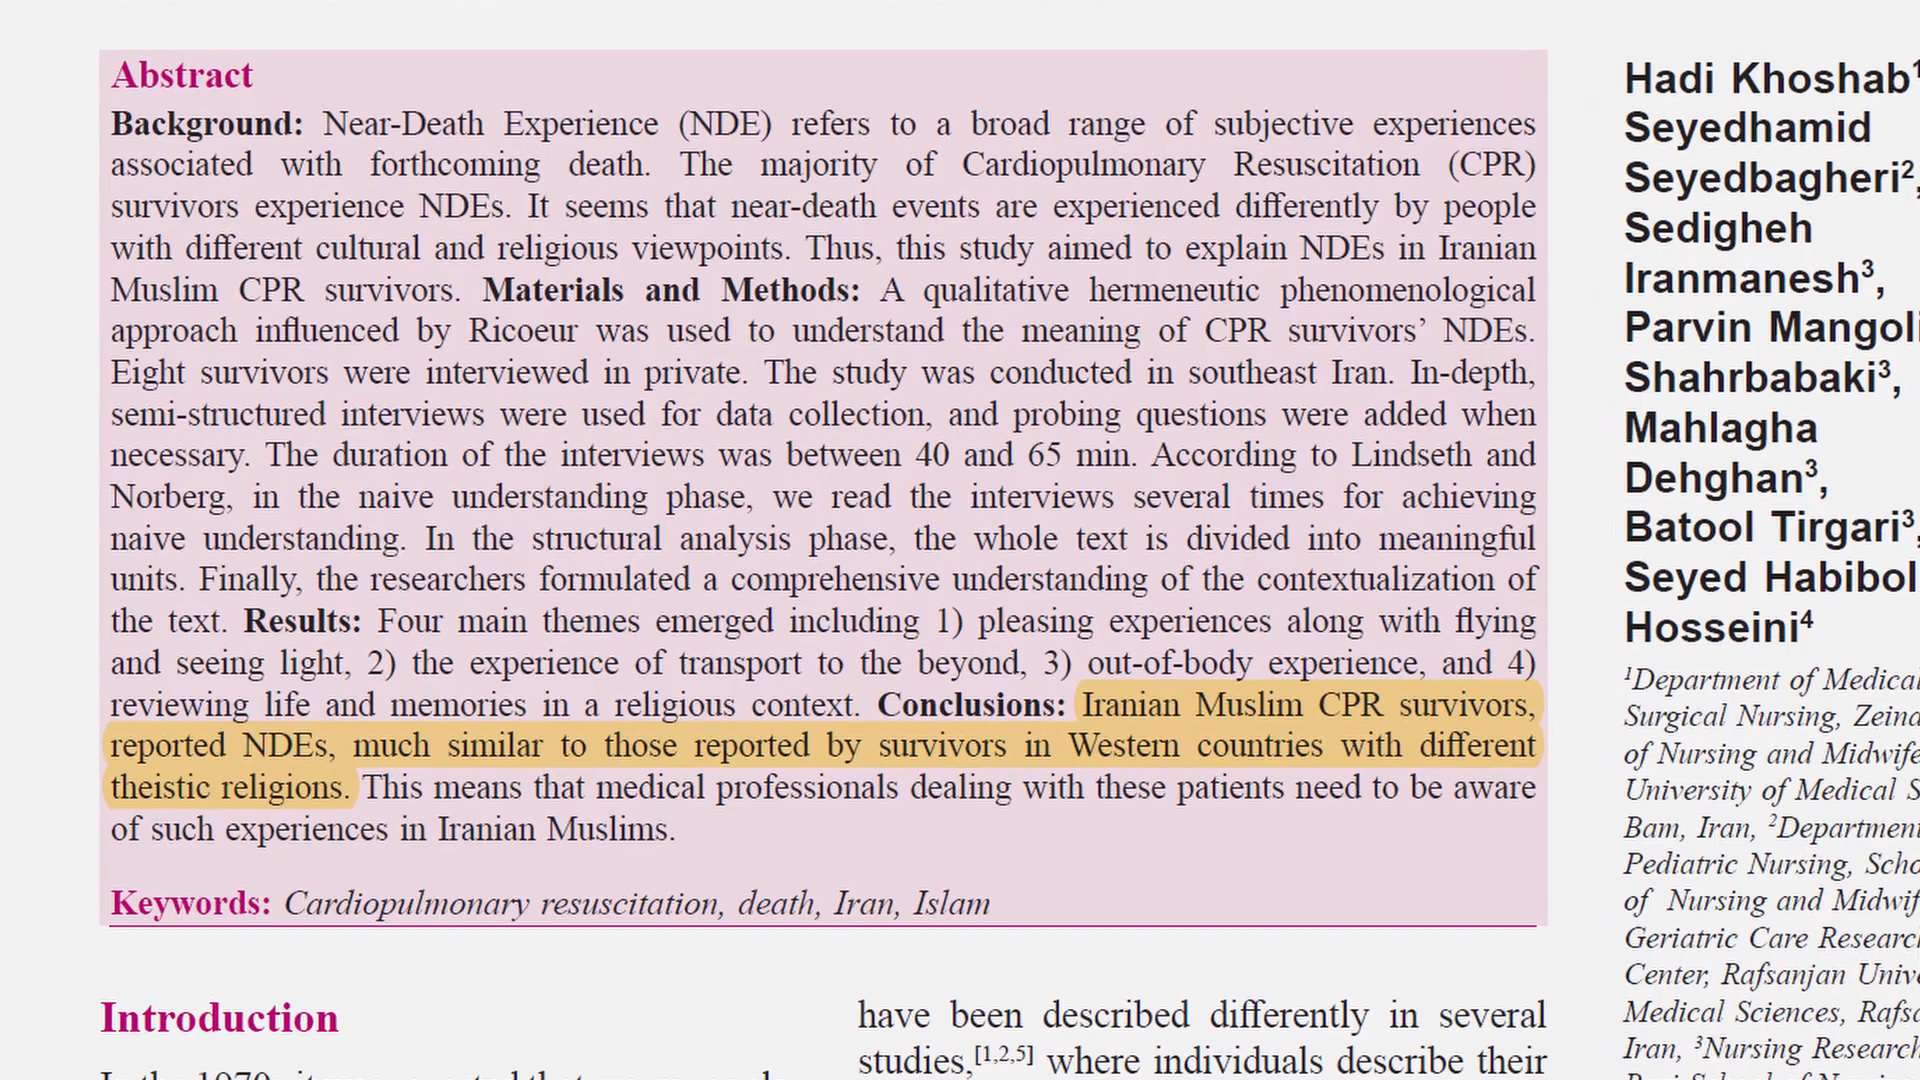 Abstract
Background: Near-Death Experience (NDE) refers to a broad range of subjective experiences
associated with forthcoming death. The majority of Cardiopulmonary Resuscitation (CPR)
survivors experience NDEs. It seems that near-death events are experienced differently by people
with different cultural and religious viewpoints. Thus, this study aimed to explain NDEs in Iranian
Muslim CPR survivors. Materials and Methods: A qualitative hermeneutic phenomenological
approach influenced by Ricoeur was used to understand the meaning of CPR survivors’ NDEs.
Eight survivors were interviewed in private. The study was conducted in southeast Iran. In-depth,
semi-structured interviews were used for data collection, and probing questions were added when
necessary. The duration of the interviews was between 40 and 65 min. According to Lindseth and
Norberg, in the naive understanding phase, we read the interviews several times for achieving
naive understanding. In the structural analysis phase, the whole text is divided into meaningful
units. Finally, the researchers formulated a comprehensive understanding of the contextualization of
the text. Results: Four main themes emerged including 1) pleasing experiences along with flying
and seeing light, 2) the experience of transport to the beyond, 3) out-of-body experience, and 4)
reviewing life and memories in a religious context. Conclusions: Iranian Muslim CPR survivors,
reported NDEs, much similar to those reported by survivors in Western countries with different
theistic religions. This means that medical professionals dealing with these patients need to be aware
of such experiences in Iranian Muslims.
Keywords: Cardiopulmonary resuscitation, death, Iran, Islam
Introduction
have been described differently in several
studies,[1,2,5] where individuals describe their
Hadi Khoshab1
Seyedhamid
Seyedbagheri2,
Sedigheh
Iranmanesh3,
Parvin Mangoli
Shahrbabaki3,
Mahlagha
Dehghan3,
Batool Tirgari3,
Seyed Habibol
Hosseini4
1Department of Medical
Surgical Nursing, Zeina
of Nursing and Midwife
University of Medical S
Bam, Iran, 2Department
Pediatric Nursing, Scho
of Nursing and Midwif
Geriatric Care Research
Center, Rafsanjan Unive
Medical Sciences, Rafsa
Iran, 3Nursing Research